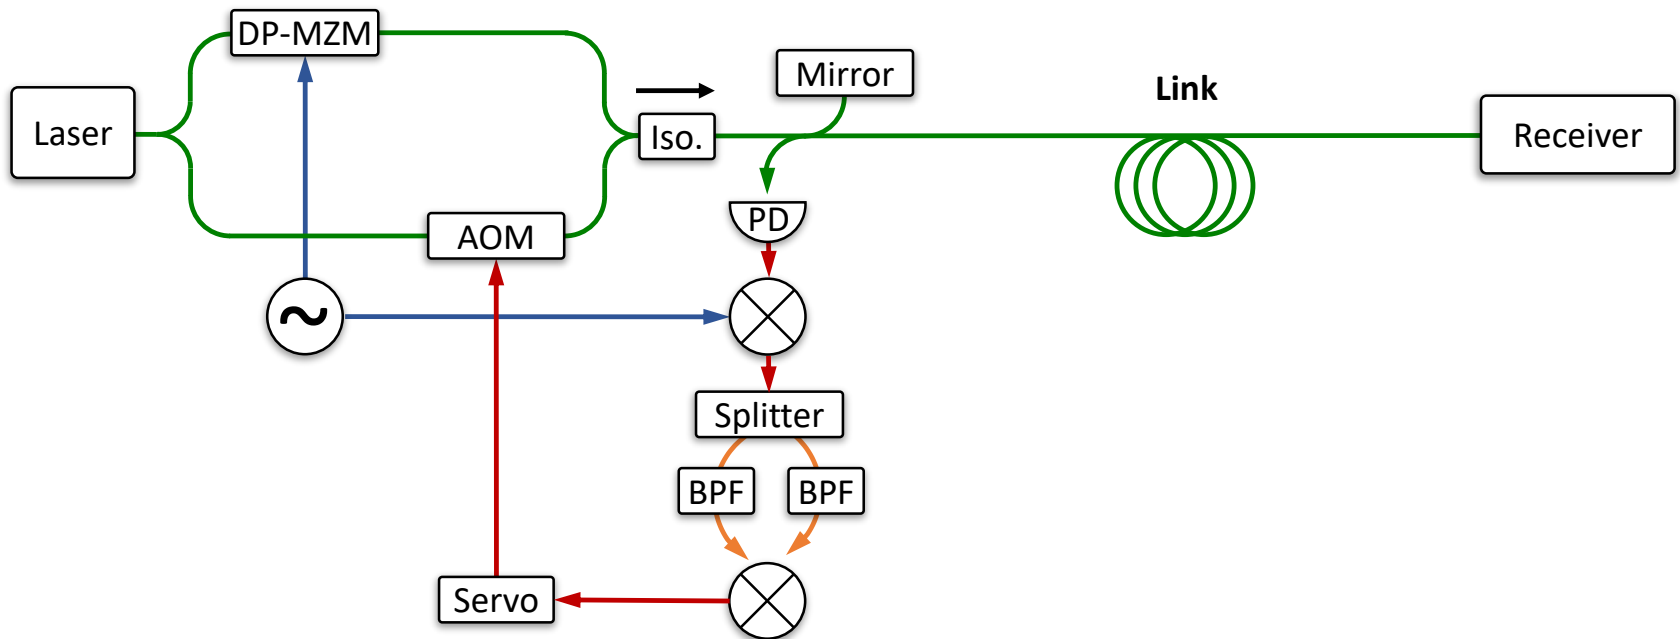 DP-MZM
Mirror
Link
Laser
Iso.
Receiver
PD
AOM
~
Splitter
BPF
BPF
Servo